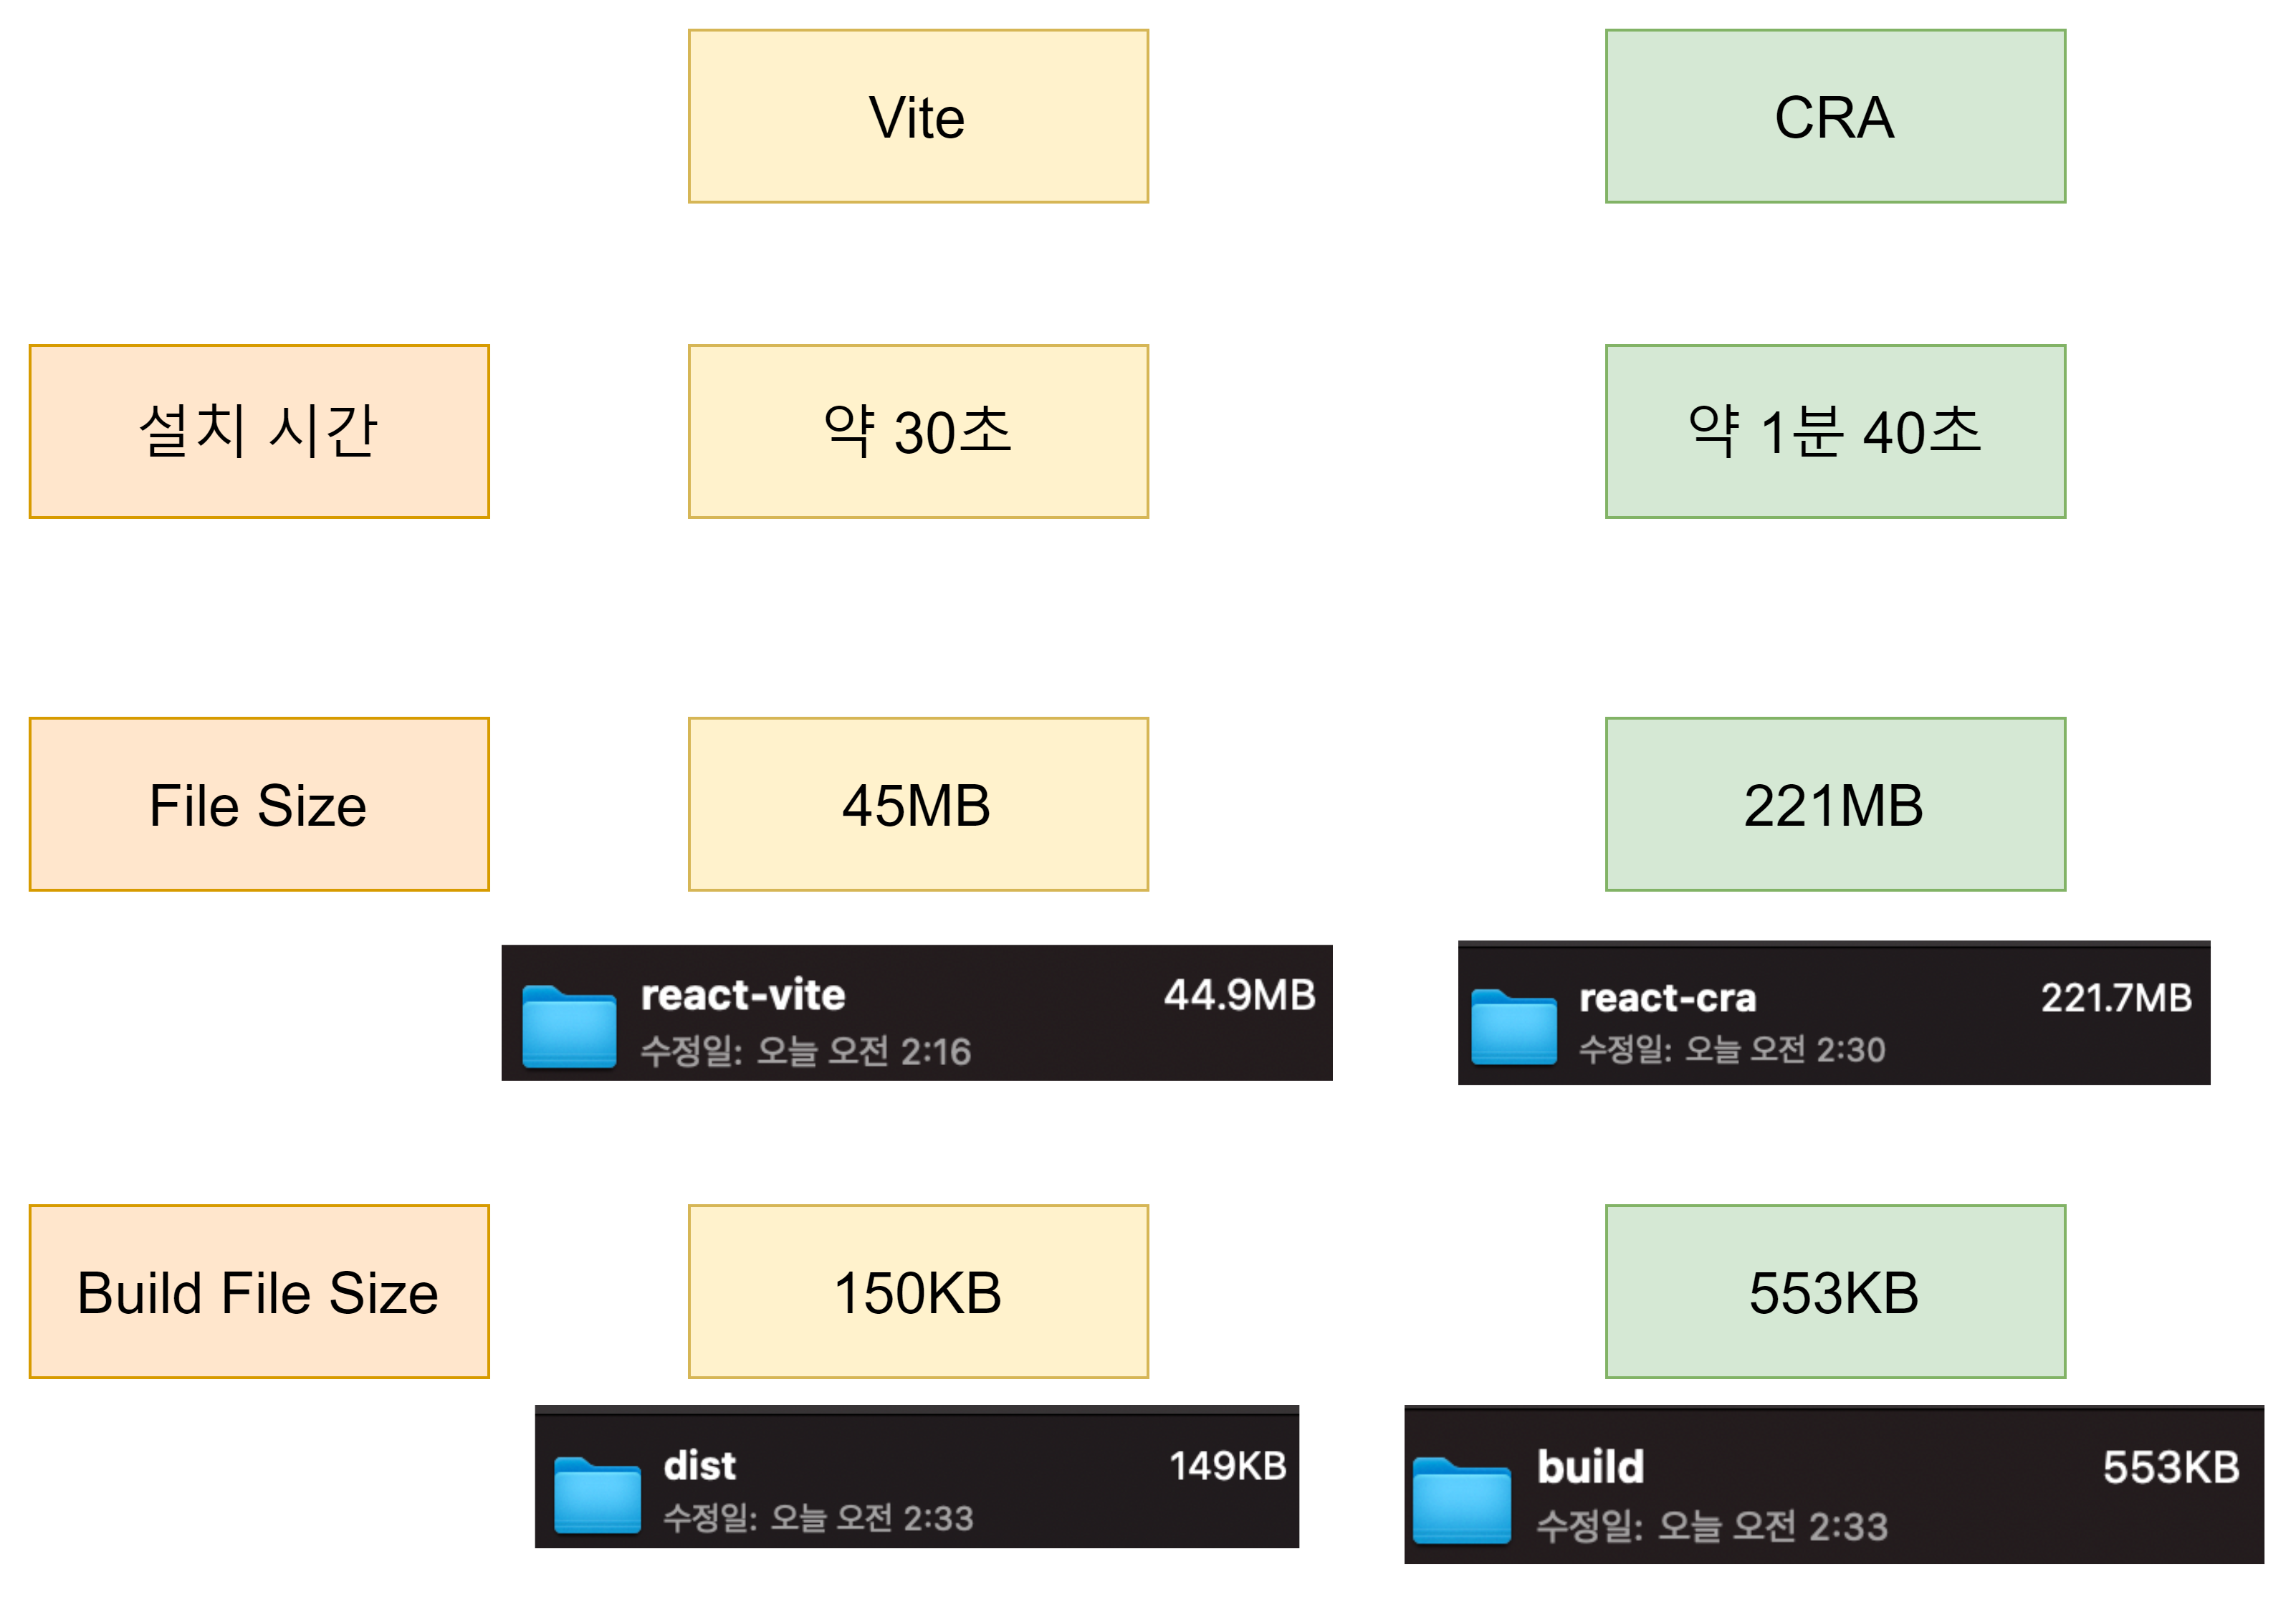 Vite
CRA
설치 시간
약 30초
약 1분 40초
File Size
45MB
221MB
react-vite
44.9MB
수정일: 오늘 오전 2:16
react-cra
221.7MB
수정일: 오늘 오전 2:30
Build File Size
150KB
553KB
dist
149KB
수정일: 오늘 오전 2:33
build
553KB
수정일: 오늘 오전 2:33